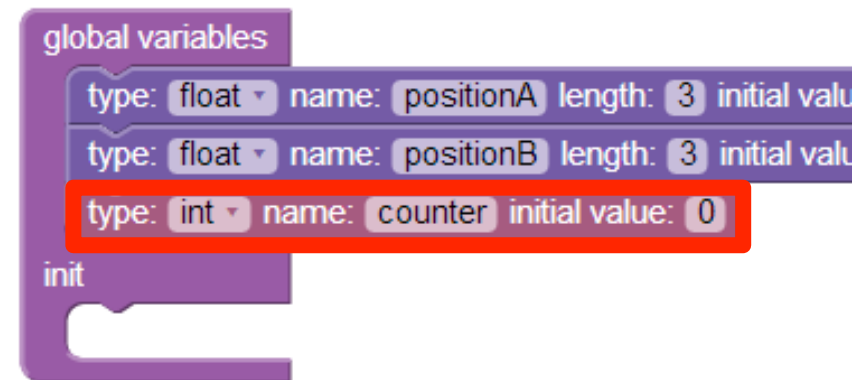 global variables
type: float name: positionA length: 3 initial valu
type: float name: positionB length: 3 initial valu
type: int name: counter initial value: 0
init